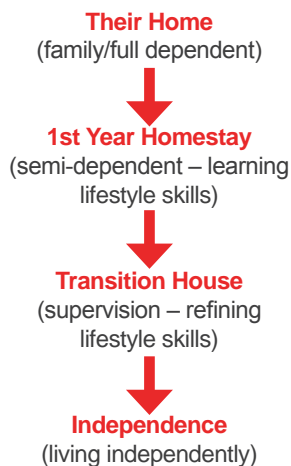 Their Home
(family/full dependent)
1st Year Homestay
(semi-dependent – learning
lifestyle skills)
Transition House
(supervision – refining
lifestyle skills)
Independence
(living independently)